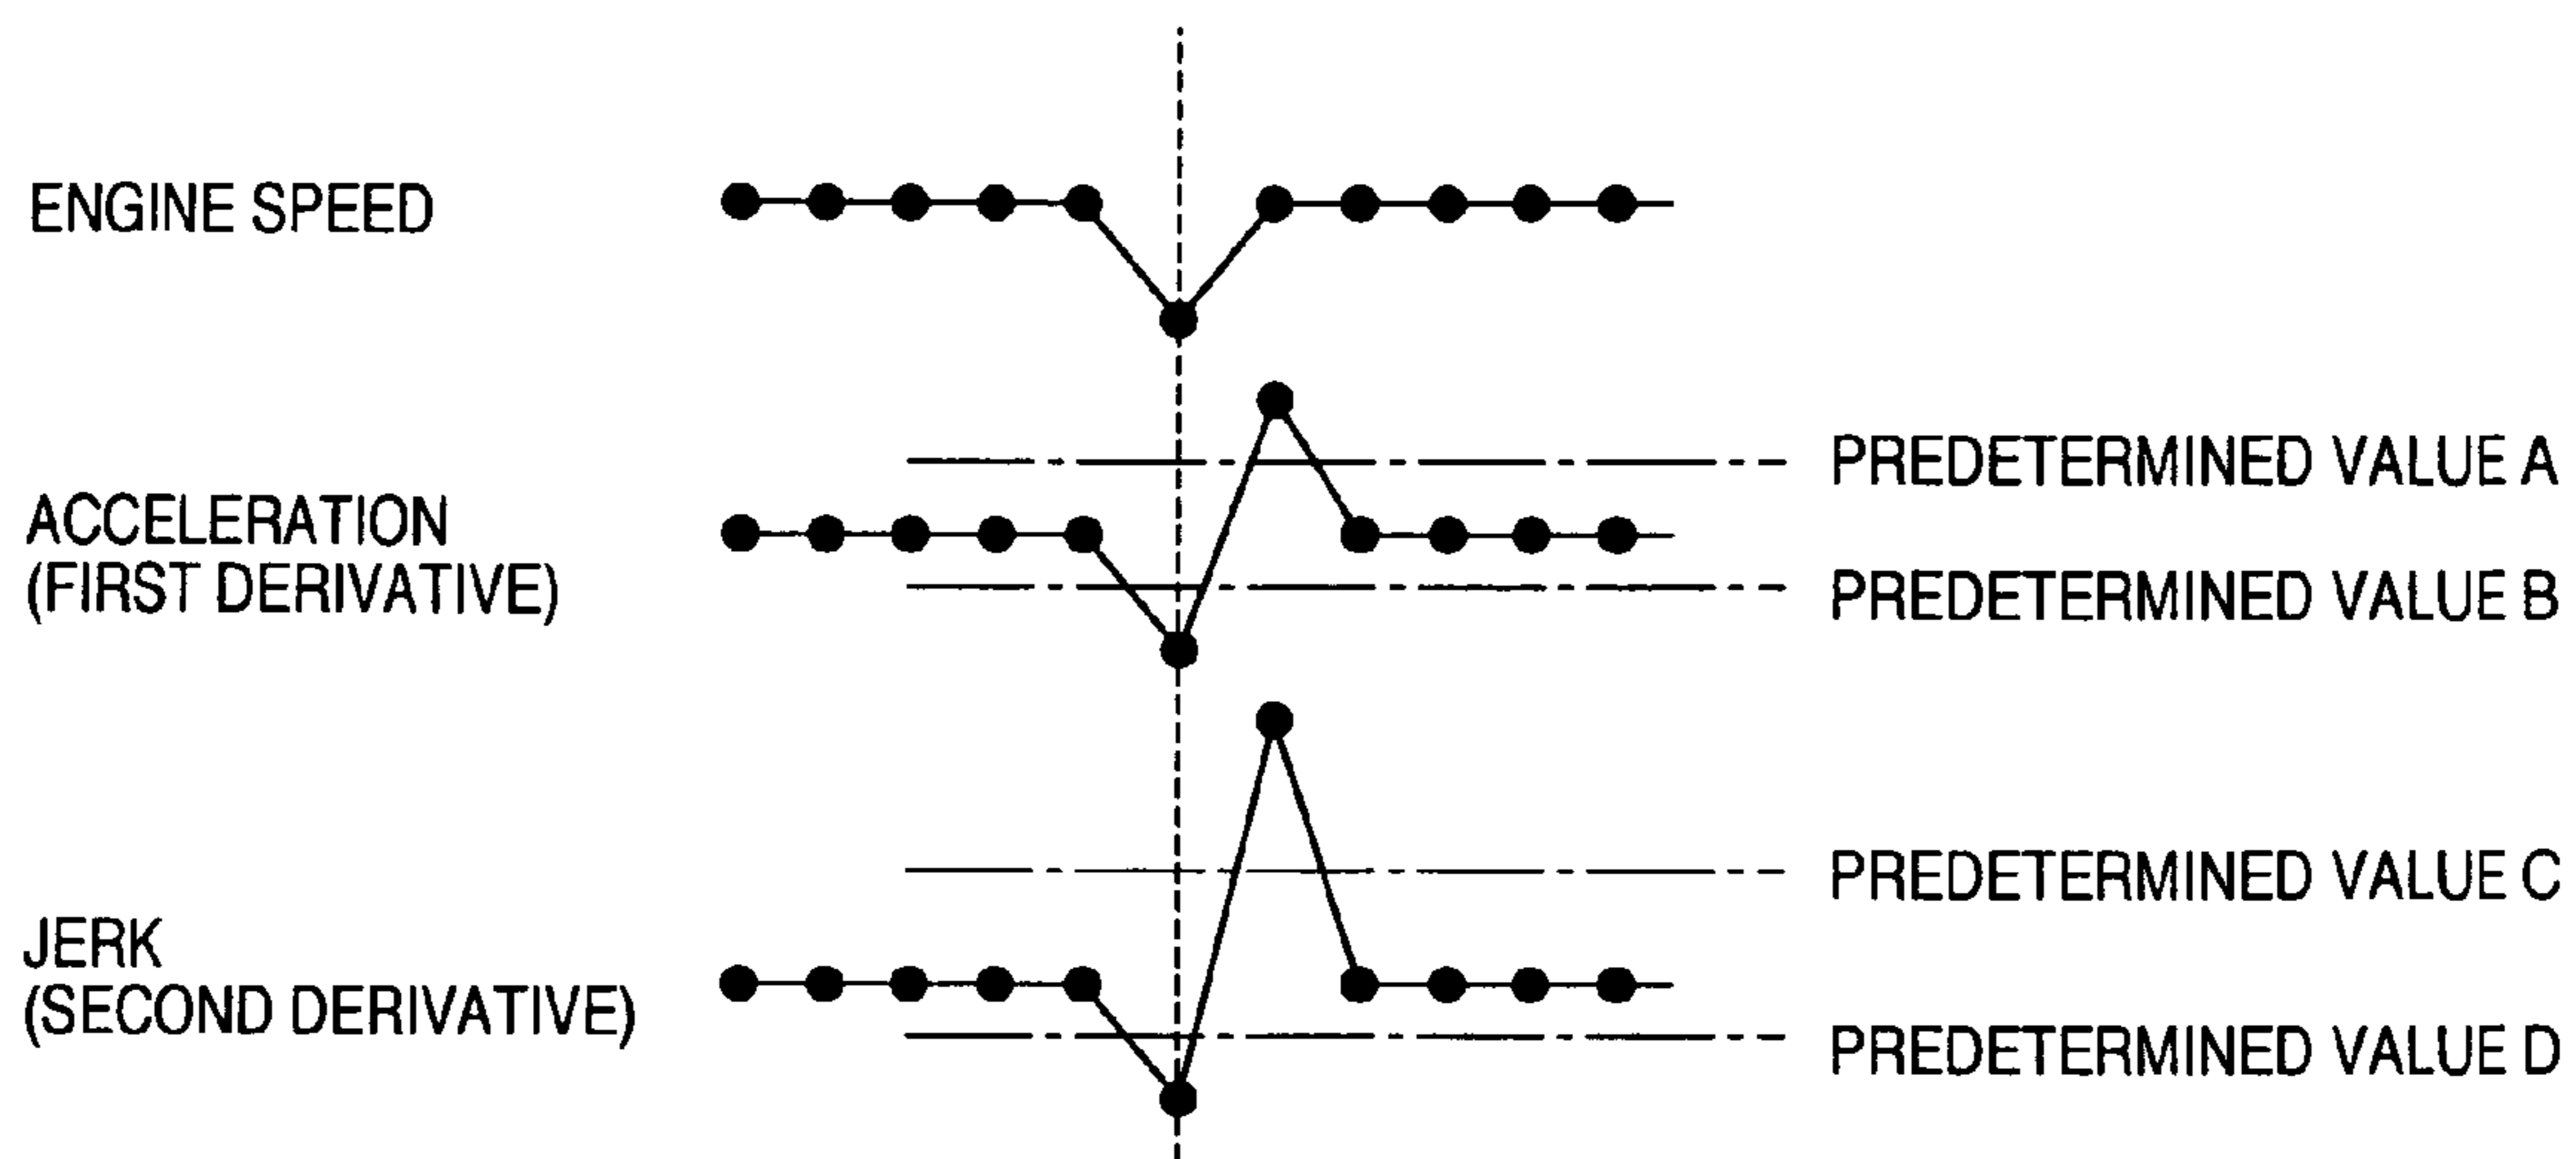 ENGINE SPEED
PREDETERMINED VALUE A
ACCELERATION
(FIRST DERIVATIVE)
PREDETERMINED VALUE B
PREDETERMINED VALUE C
JERK
(SECOND DERIVATIVE)
PREDETERMINED VALUE D